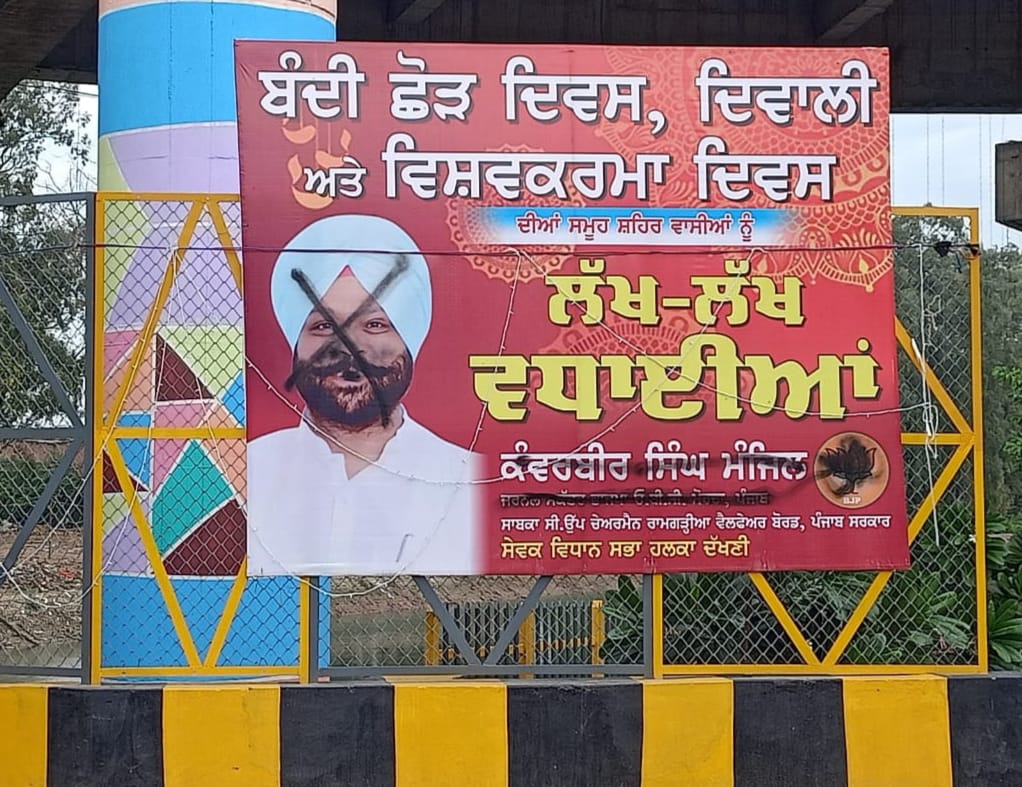 ਬੰਦੀ ਛੋੜ ਦਿਵਸ, ਦਿਵਾਲੀ
ਅਤੇ ਵਿਸ਼ਵਕਰਮਾ ਦਿਵਸ
ਦੀਆਂ ਸਮੂਹ ਸ਼ਹਿਰ ਵਾਸੀਆਂ ਨੂੰ
ਲੱਖ-ਲੱਖ
ਵਧਾਈਆਂ
ਕੰਵਰਬੀਰ ਸਿੰਘ ਮੰਜਿਲ
ਪੰਜਾਬ
BJP
ਸਾਬਕਾ ਸੀ.ਉੱਪ ਚੇਅਰਮੈਨ ਰਾਮਗੜ੍ਹੀਆ ਵੈਲਫੇਅਰ ਬੋਰਡ, ਪੰਜਾਬ ਸਰਕਾਰ
ਸੇਵਕ ਵਿਧਾਨ ਸਭਾ ਹਲਕਾ ਦੱਖਣੀ